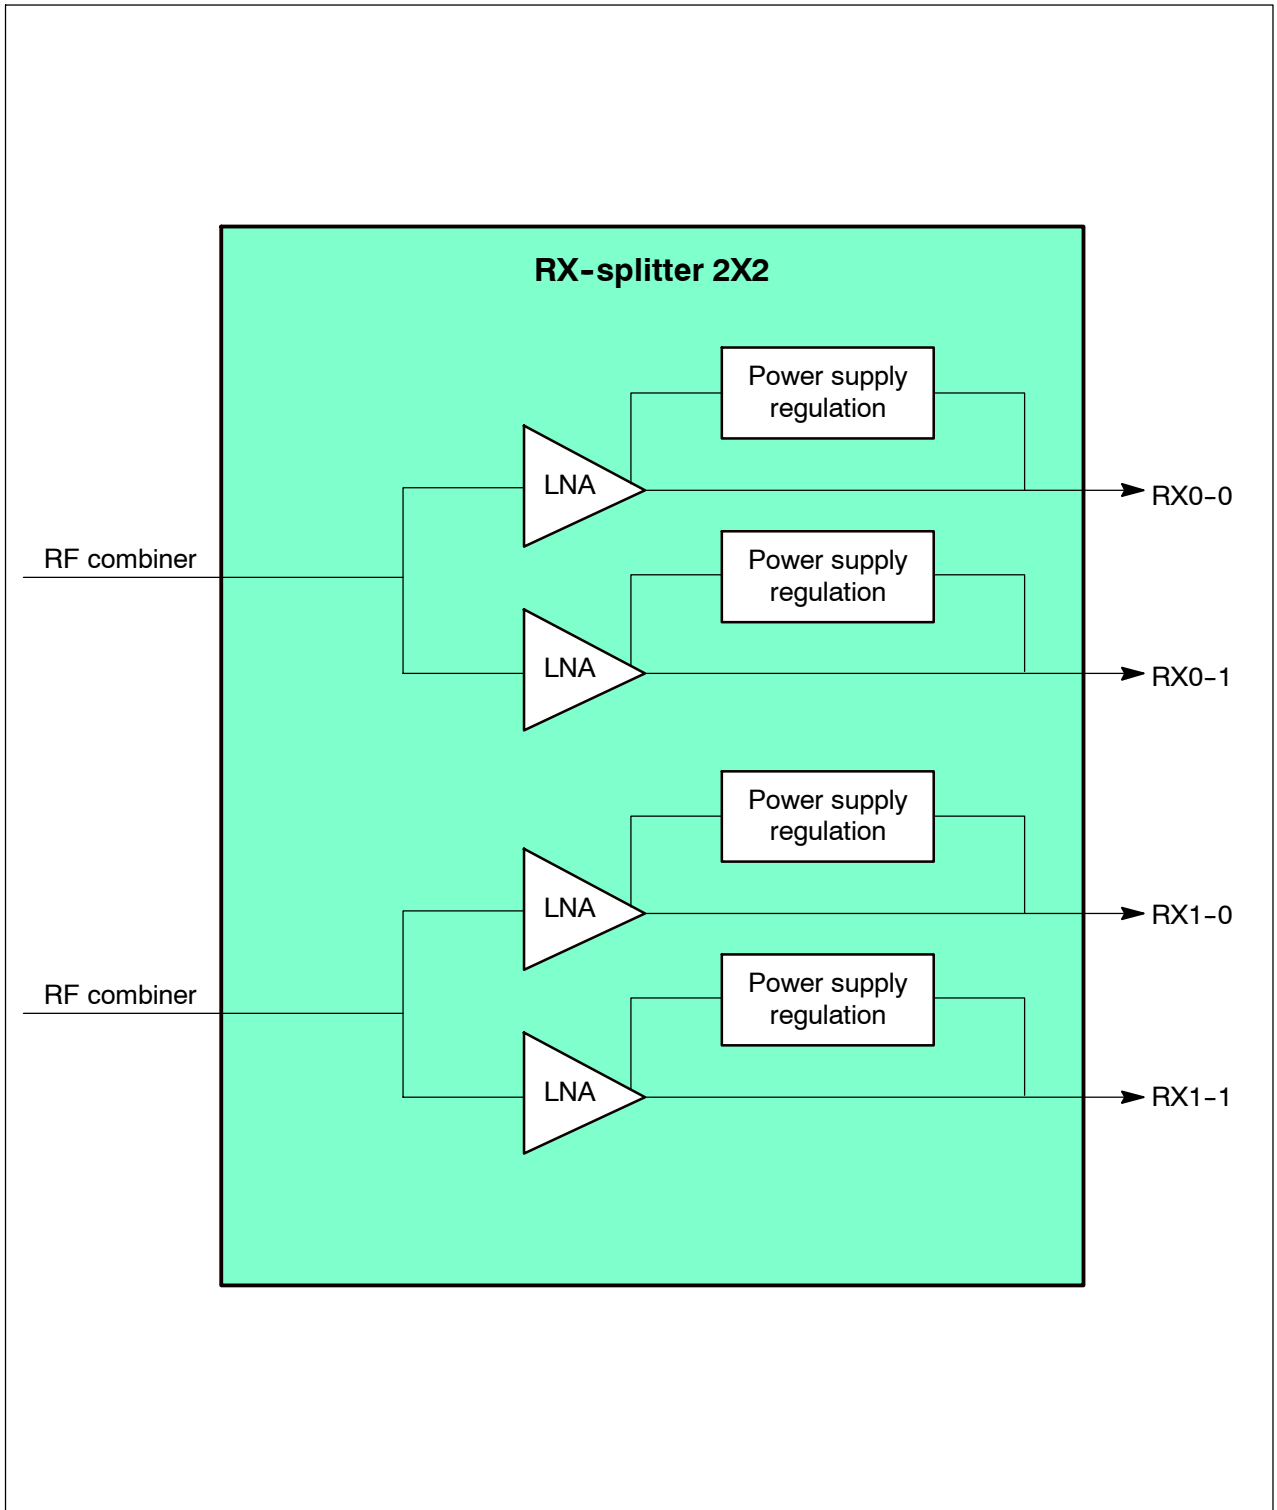 RX-splitter 2X2
Power supply
regulation
LNA
RX0-0
RF combiner
Power supply
regulation
LNA
RX0-1
Power supply
regulation
LNA
RX1-0
RF combiner
Power supply
regulation
LNA
RX1-1